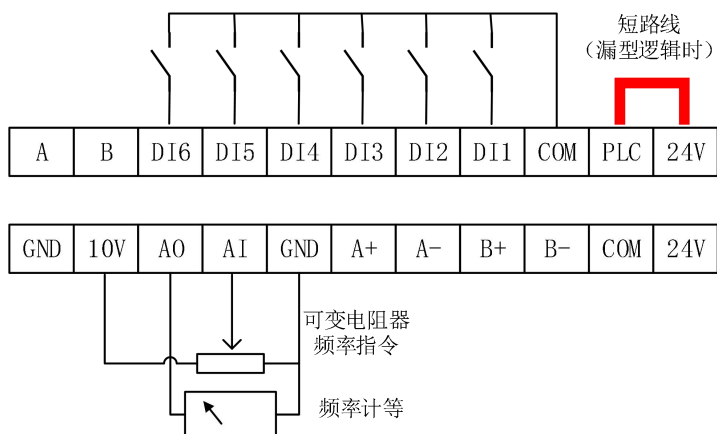 短路线
（漏型逻辑时）
A B DI6 DI5 DI4 DI3 DI2 DI1 COM PLC 24V
GND 10V AO AI GND A+ A- B+ B- COM 24V
可变电阻器
频率指令
频率计等